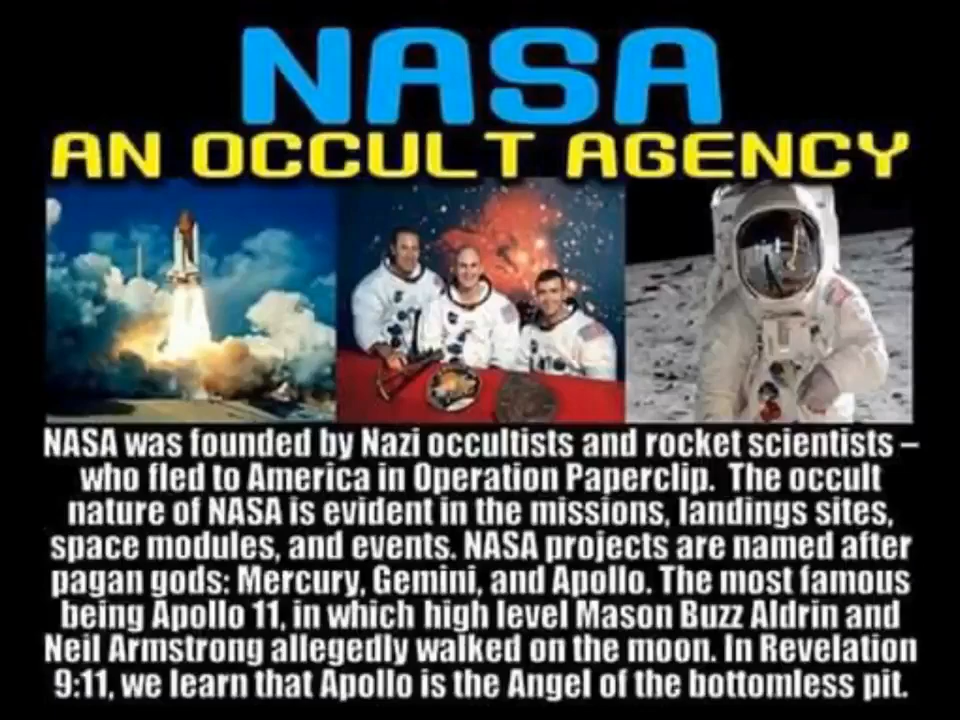 NASA
AN OCCULT AGENCY
NASA was founded by Nazi occultists and rocket scientists –
who fled to America in Operation Paperclip. The occult
nature of NASA is evident in the missions, landings sites,
space modules, and events. NASA projects are named after
pagan gods: Mercury, Gemini, and Apollo. The most famous
being Apollo 11, in which high level Mason Buzz Aldrin and
Neil Armstrong allegedly walked on the moon. In Revelation
9:11, we learn that Apollo is the Angel of the bottomless pit.